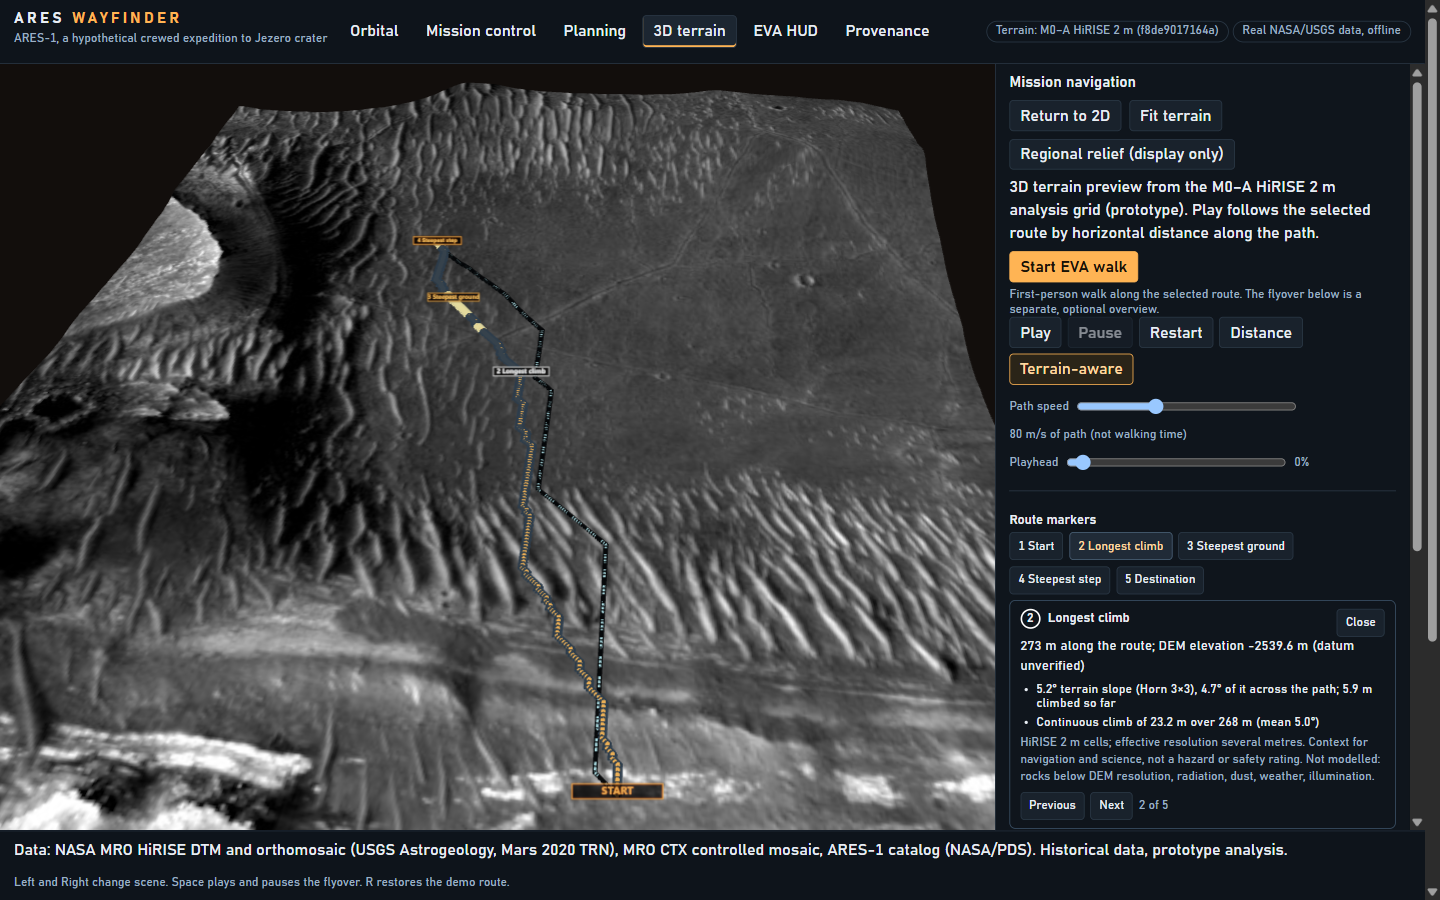 ARES WAYFINDER
ARES-1, a hypothetical crewed expedition to Jezero crater
Orbital
Mission control
Planning
3D terrain
EVA HUD
Provenance
Terrain: M0-A HiRISE 2 m (f8de9017164a)
Real NASA/USGS data, offline
4 Steepest step
3 Steepest ground
2 Longest climb
START
Mission navigation
Return to 2D
Fit terrain
Regional relief (display only)
3D terrain preview from the M0-A HiRISE 2 m
analysis grid (prototype). Play follows the selected
route by horizontal distance along the path.
Start EVA walk
First-person walk along the selected route. The flyover below is a
separate, optional overview.
Play
Pause
Restart
Distance
Terrain-aware
Path speed
80 m/s of path (not walking time)
Playhead
0%
Route markers
1 Start
2 Longest climb
3 Steepest ground
4 Steepest step
5 Destination
2 Longest climb
Close
273 m along the route; DEM elevation -2539.6 m (datum
unverified)
• 5.2° terrain slope (Horn 3×3), 4.7° of it across the path; 5.9 m
climbed so far
• Continuous climb of 23.2 m over 268 m (mean 5.0°)
HiRISE 2 m cells; effective resolution several metres. Context for
navigation and science, not a hazard or safety rating. Not modelled:
rocks below DEM resolution, radiation, dust, weather, illumination.
Previous
Next
2 of 5
Data: NASA MRO HiRISE DTM and orthomosaic (USGS Astrogeology, Mars 2020 TRN), MRO CTX controlled mosaic, ARES-1 catalog (NASA/PDS). Historical data, prototype analysis.
Left and Right change scene. Space plays and pauses the flyover. R restores the demo route.